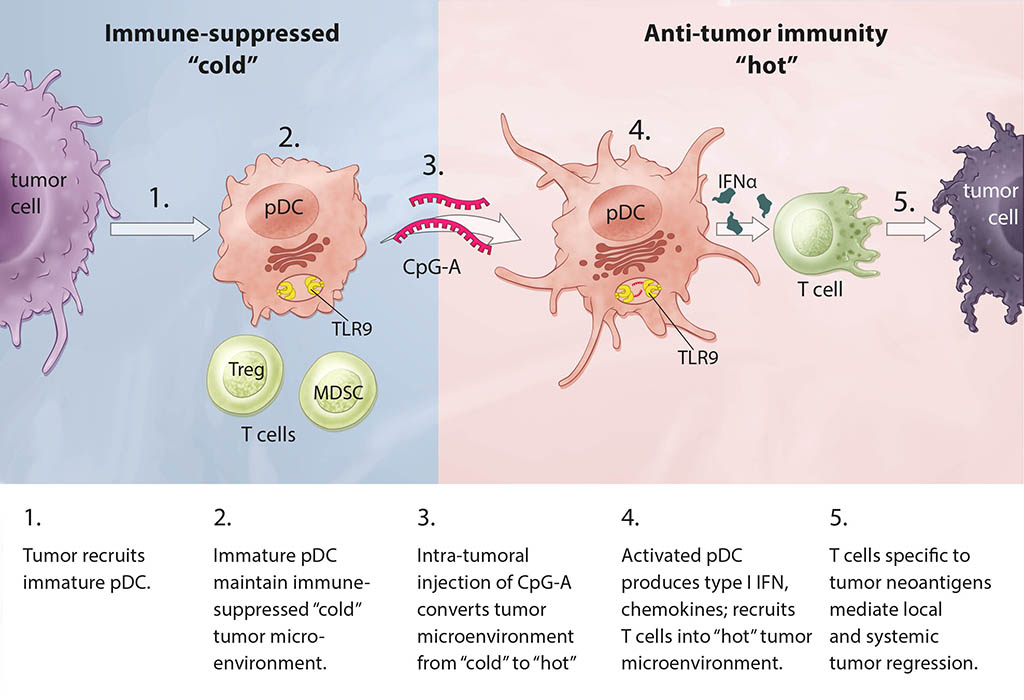 Immune-suppressed
“cold”
Anti-tumor immunity
“hot”
tumor
cell
1.
2.
pDC
TLR9
Treg
MDSC
T cells
3.
CpG-A
4.
pDC
TLR9
IFNα
T cell
5.
tumor
cell
1.
Tumor recruits
immature pDC.
2.
Immature pDC
maintain immune-
suppressed “cold”
tumor micro-
environment.
3.
Intra-tumoral
injection of CpG-A
converts tumor
microenvironment
from “cold” to “hot”
4.
Activated pDC
produces type I IFN,
chemokines; recruits
T cells into “hot” tumor
microenvironment.
5.
T cells specific to
tumor neoantigens
mediate local
and systemic
tumor regression.